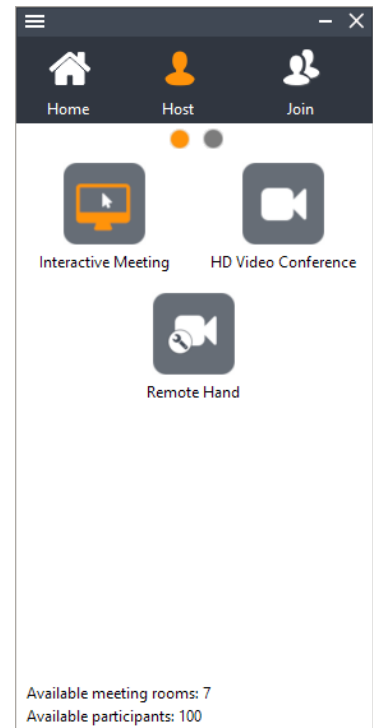 Home Host Join
Interactive Meeting HD Video Conference
Remote Hand
Available meeting rooms: 7
Available participants: 100